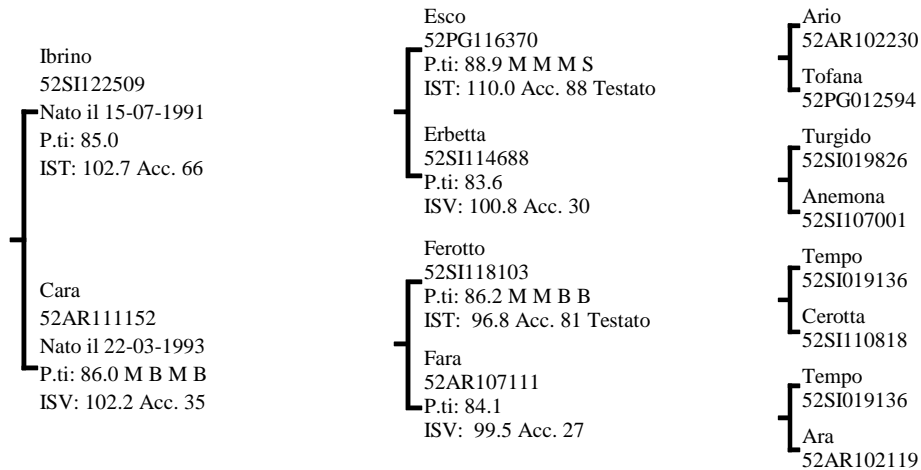 Ibrino
52SI122509
Nato il 15-07-1991
P.ti: 85.0
IST: 102.7 Acc. 66
Cara
52AR111152
Nato il 22-03-1993
P.ti: 86.0 M B M B
ISV: 102.2 Acc. 35
Esco
52PG116370
P.ti: 88.9 M M M S
IST: 110.0 Acc. 88 Testato
Erbetta
52SI114688
P.ti: 83.6
ISV: 100.8 Acc. 30
Ferotto
52SI118103
P.ti: 86.2 M M B B
IST: 96.8 Acc. 81 Testato
Fara
52AR107111
P.ti: 84.1
ISV: 99.5 Acc. 27
Ario
52AR102230
Tofana
52PG012594
Turgido
52SI019826
Anemona
52SI107001
Tempo
52SI019136
Cerotta
52SI110818
Tempo
52SI019136
Ara
52AR102119